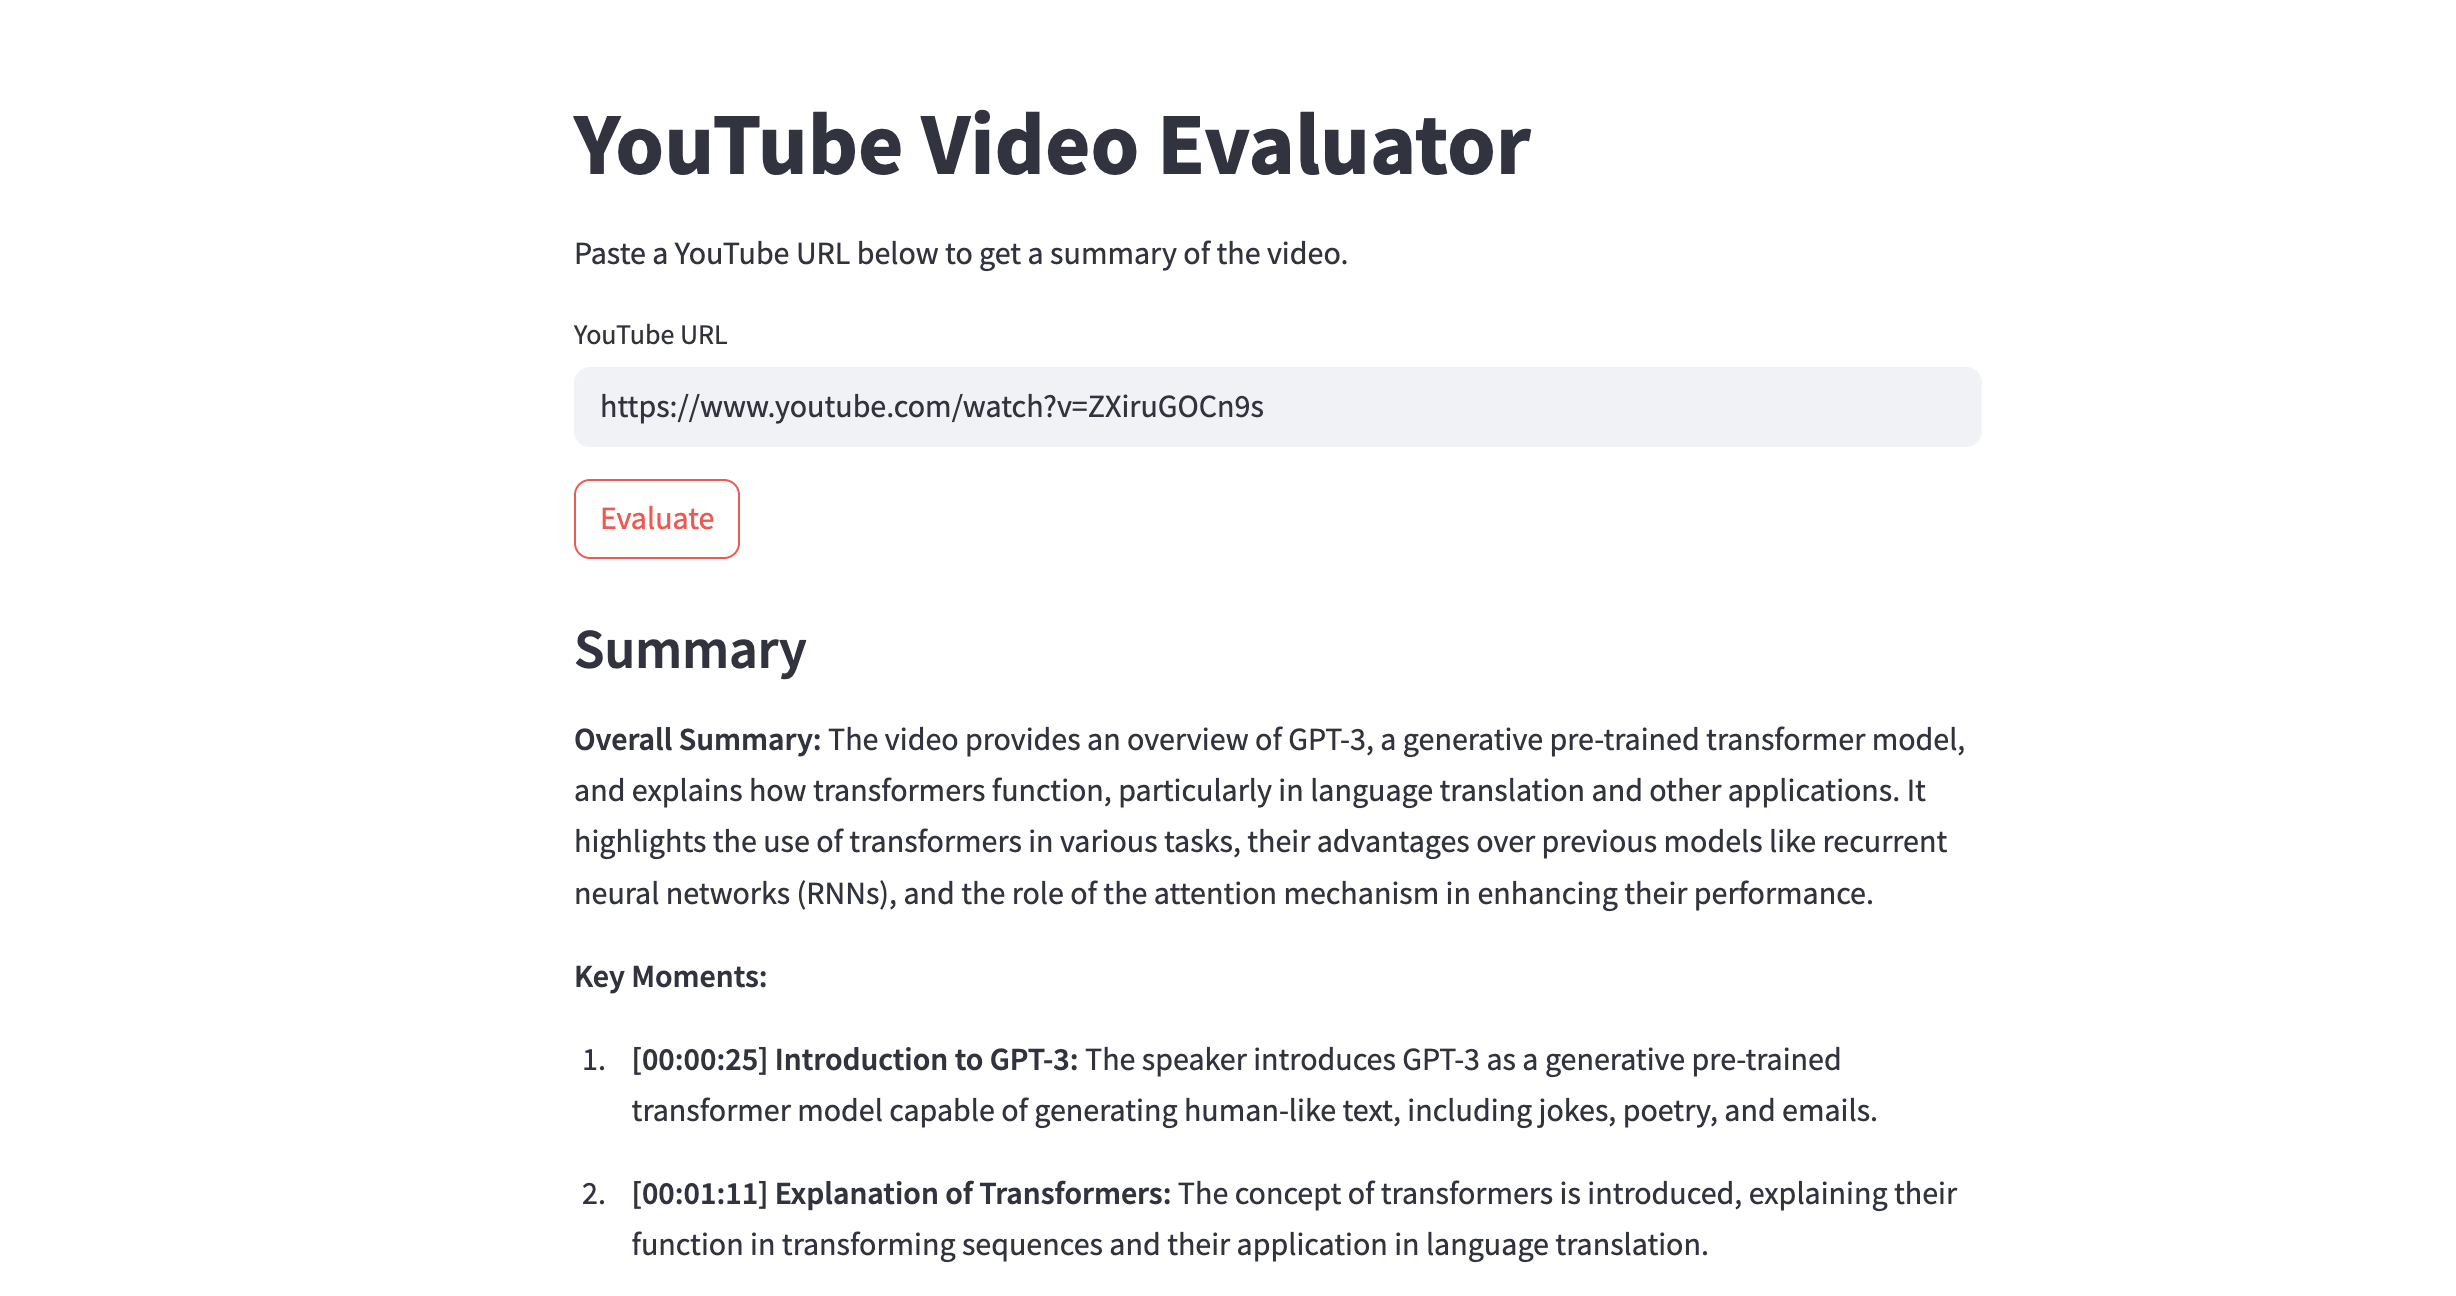 YouTube Video Evaluator
Paste a YouTube URL below to get a summary of the video.
YouTube URL
https://www.youtube.com/watch?v=ZXiruGOCn9s
Evaluate
Summary
Overall Summary: The video provides an overview of GPT-3, a generative pre-trained transformer model,
and explains how transformers function, particularly in language translation and other applications. It
highlights the use of transformers in various tasks, their advantages over previous models like recurrent
neural networks (RNNs), and the role of the attention mechanism in enhancing their performance.
Key Moments:
1. [00:00:25] Introduction to GPT-3: The speaker introduces GPT-3 as a generative pre-trained
transformer model capable of generating human-like text, including jokes, poetry, and emails.
2. [00:01:11] Explanation of Transformers: The concept of transformers is introduced, explaining their
function in transforming sequences and their application in language translation.